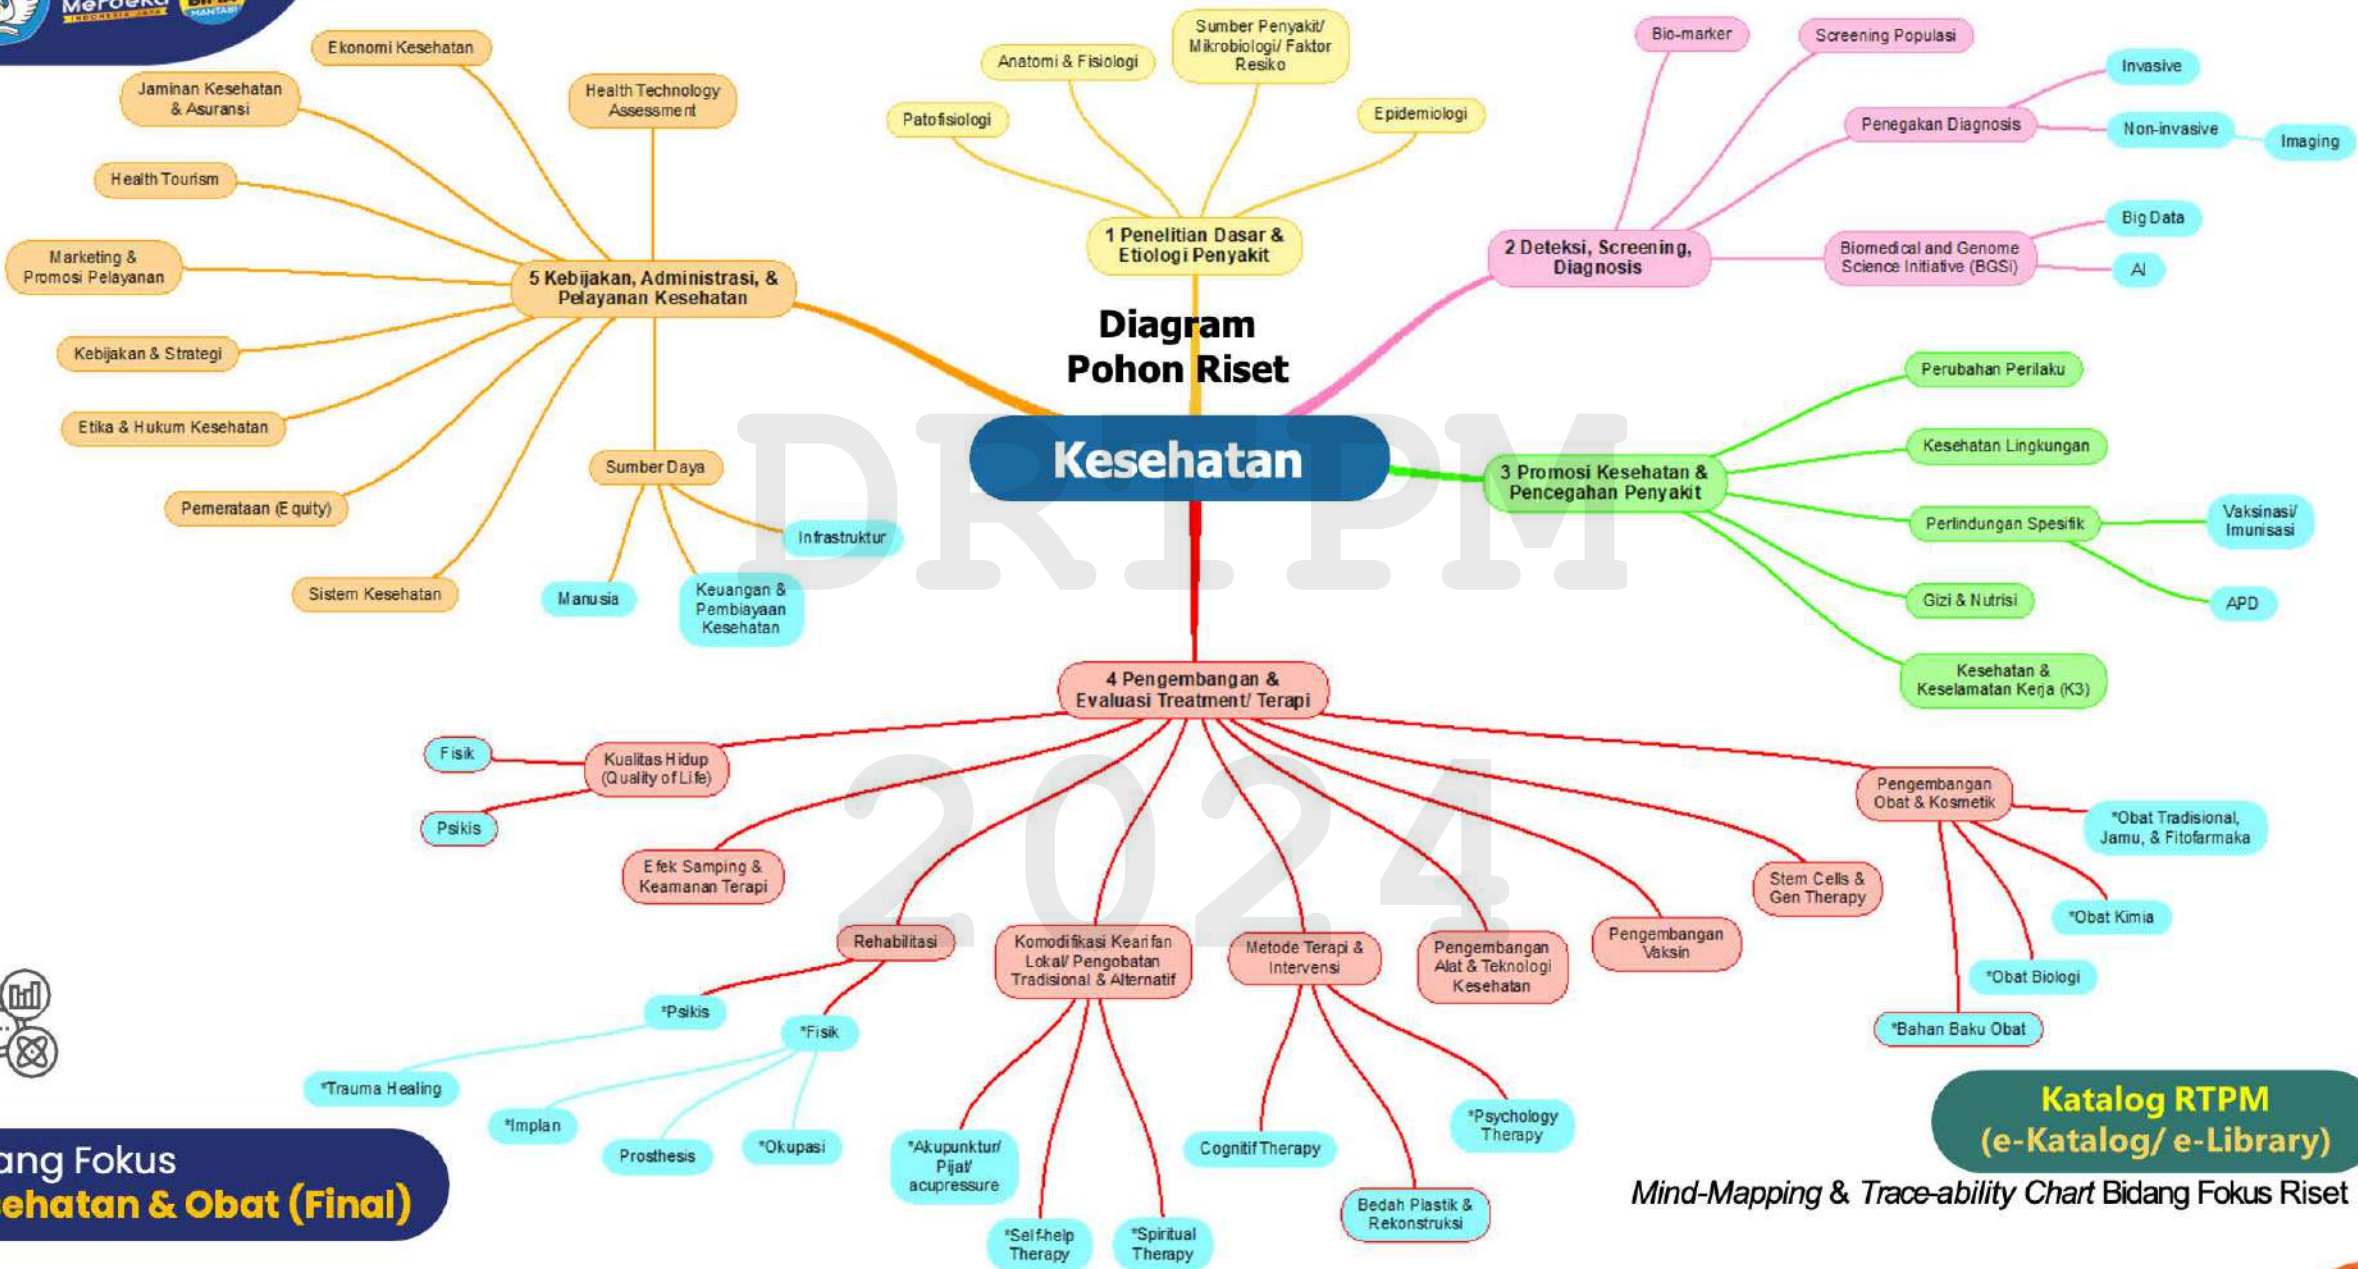 Merdeka
INDONESIA JAYA
MANTAB!
Ekonomi Kesehatan
Jaminan Kesehatan
& Asuransi
Health Technology
Assessment
Health Tourism
Marketing &
Promosi Pelayanan
5 Kebijakan, Administrasi, &
Pelayanan Kesehatan
Kebijakan & Strategi
Etika & Hukum Kesehatan
Pemerataan (Equity)
Sistem Kesehatan
Sumber Daya
Manusia
Keuangan &
Pembiayaan
Kesehatan
Infrastruktur
Patofisiologi
Anatomi & Fisiologi
Sumber Penyakit/
Mikrobiologi/ Faktor
Resiko
Epidemiologi
1 Penelitian Dasar &
Etiologi Penyakit
Diagram
Pohon Riset
Kesehatan
DRTPM
2024
Bio-marker
Screening Populasi
Penegakan Diagnosis
Invasive
Non-invasive
Imaging
2 Deteksi, Screening,
Diagnosis
Biomedical and Genome
Science Initiative (BGSi)
Big Data
AI
3 Promosi Kesehatan &
Pencegahan Penyakit
Perubahan Perilaku
Kesehatan Lingkungan
Perlindungan Spesifik
Vaksinasi/
Imunisasi
APD
Gizi & Nutrisi
Kesehatan &
Keselamatan Kerja (K3)
4 Pengembangan &
Evaluasi Treatment/ Terapi
Kualitas Hidup
(Quality of Life)
Fisik
Psikis
Efek Samping &
Keamanan Terapi
Rehabilitasi
*Psikis
*Trauma Healing
*Fisik
*Implan
Prosthesis
*Okupasi
Komodifikasi Kearifan
Lokal/ Pengobatan
Tradisional & Alternatif
*Akupunktur/
Pijat/
acupressure
*Self-help
Therapy
*Spiritual
Therapy
Metode Terapi &
Intervensi
Cognitif Therapy
Bedah Plastik &
Rekonstruksi
*Psychology
Therapy
Pengembangan
Alat & Teknologi
Kesehatan
Pengembangan
Vaksin
Stem Cells &
Gen Therapy
Pengembangan
Obat & Kosmetik
*Obat Tradisional,
Jamu, & Fitofarmaka
*Obat Kimia
*Obat Biologi
*Bahan Baku Obat
ang Fokus
sehatan & Obat (Final)
Katalog RTPM
(e-Katalog/ e-Library)
Mind-Mapping & Trace-ability Chart Bidang Fokus Riset